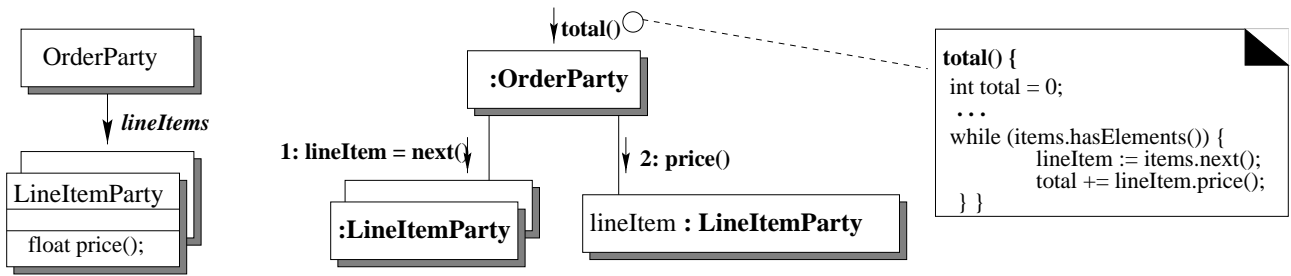 OrderParty
lineItems
LineItemParty
float price();
total()
:OrderParty
1: lineItem = next()
2: price()
:LineItemParty
lineItem : LineItemParty
total() {
int total = 0;
...
while (items.hasElements()) {
lineItem := items.next();
total += lineItem.price();
} }